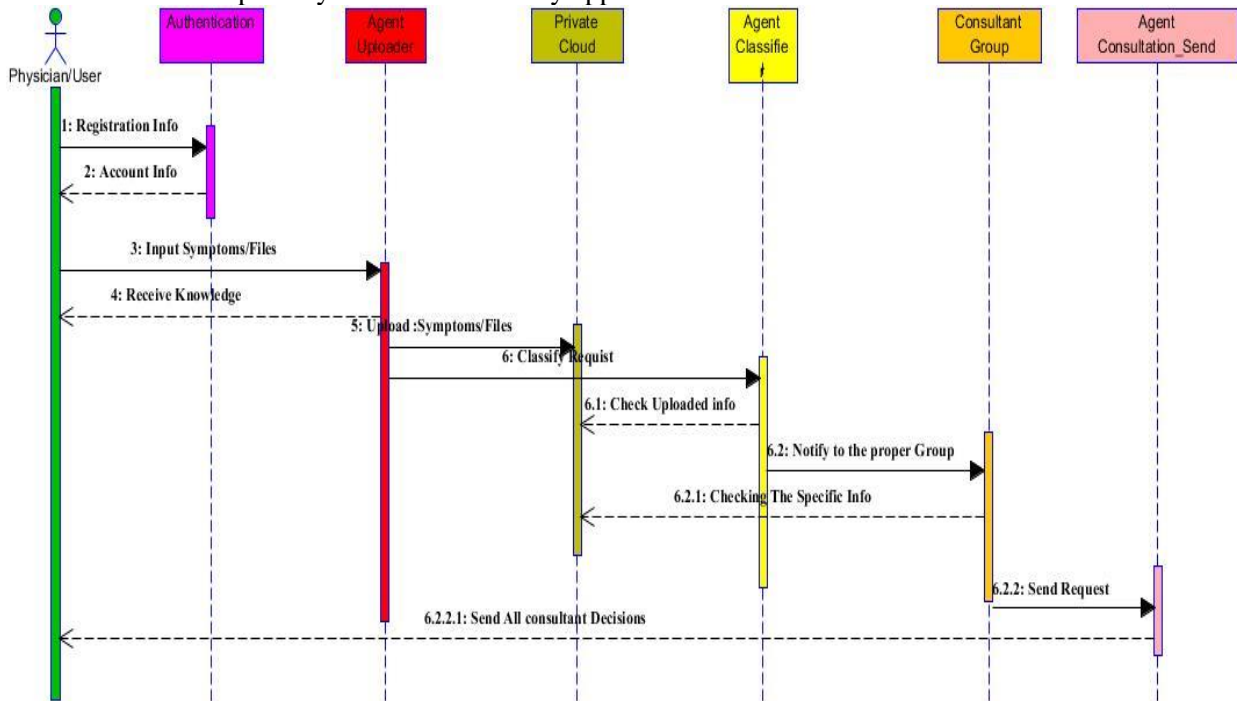 Physician/User
Authentication
Agent
Uploader
Private
Cloud
Agent
Classifie
r
Consultant
Group
Agent
Consultation_Send
1: Registration Info
2: Account Info
3: Input Symptoms/Files
4: Receive Knowledge
5: Upload :Symptoms/Files
6: Classify Requist
6.1: Check Uploaded info
6.2: Notify to the proper Group
6.2.1: Checking The Specific Info
6.2.2: Send Request
6.2.2.1: Send All consultant Decisions